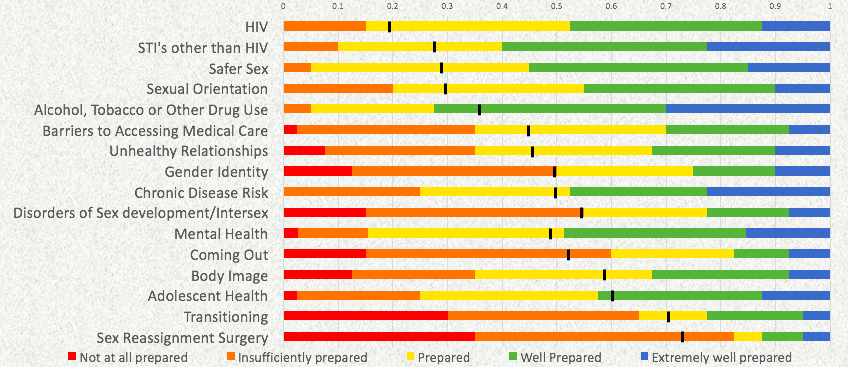 0 0.1 0.2 0.3 0.4 0.5 0.6 0.7 0.8 0.9 1
HIV
STI's other than HIV
Safer Sex
Sexual Orientation
Alcohol, Tobacco or Other Drug Use
Barriers to Accessing Medical Care
Unhealthy Relationships
Gender Identity
Chronic Disease Risk
Disorders of Sex development/Intersex
Mental Health
Coming Out
Body Image
Adolescent Health
Transitioning
Sex Reassignment Surgery
Not at all prepared Insufficiently prepared Prepared Well Prepared Extremely well prepared